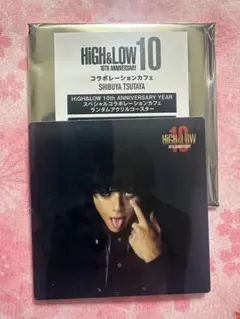 HiGH&LOW 10
10TH ANNIVERSARY
コラボレーションカフェ
SHIBUYA TSUTAYA
HiGH&LOW 10th ANNIVERSARY YEAR
スペシャルコラボレーションカフェ
ランダムアクリルコースター
10
HiGH&LOW
10TH ANNIVERSARY